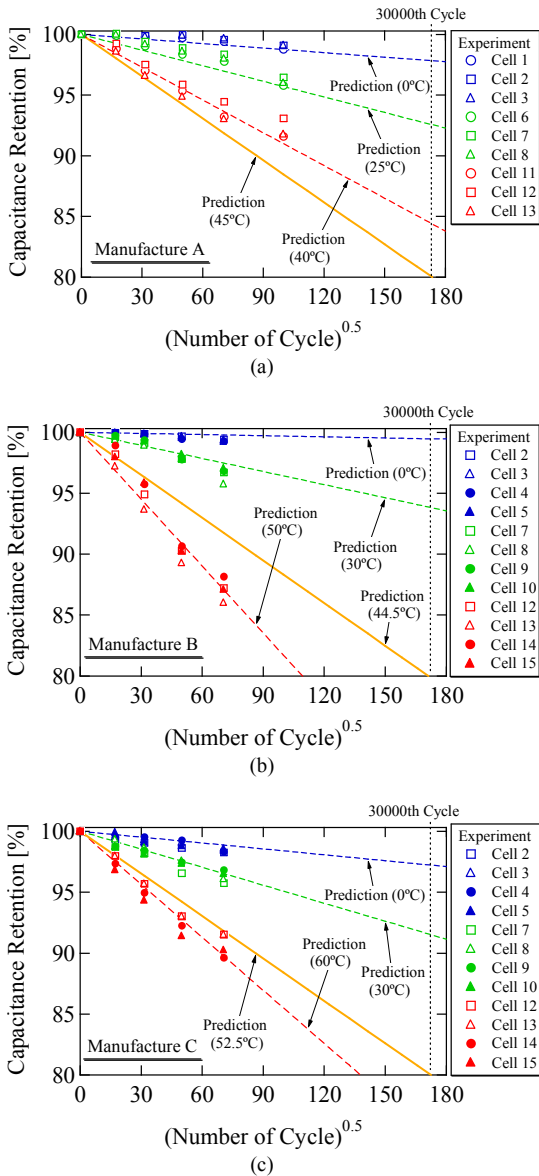 30000th Cycle
Capacitance Retention [%]
100
95
90
85
80
Prediction (0ºC)
Prediction
(25ºC)
Prediction
(45ºC)
Prediction
(40ºC)
Manufacture A
0 30 60 90 120 150 180
(Number of Cycle)^0.5
Experiment
Cell 1
Cell 2
Cell 3
Cell 6
Cell 7
Cell 8
Cell 11
Cell 12
Cell 13
(a)
30000th Cycle
Capacitance Retention [%]
100
95
90
85
80
Prediction (0ºC)
Prediction
(50ºC)
Prediction
(30ºC)
Prediction
(44.5ºC)
Manufacture B
0 30 60 90 120 150 180
(Number of Cycle)^0.5
Experiment
Cell 2
Cell 3
Cell 4
Cell 5
Cell 7
Cell 8
Cell 9
Cell 10
Cell 12
Cell 13
Cell 14
Cell 15
(b)
30000th Cycle
Capacitance Retention [%]
100
95
90
85
80
Prediction (0ºC)
Prediction
(60ºC)
Prediction
(30ºC)
Prediction
(52.5ºC)
Manufacture C
0 30 60 90 120 150 180
(Number of Cycle)^0.5
Experiment
Cell 2
Cell 3
Cell 4
Cell 5
Cell 7
Cell 8
Cell 9
Cell 10
Cell 12
Cell 13
Cell 14
Cell 15
(c)